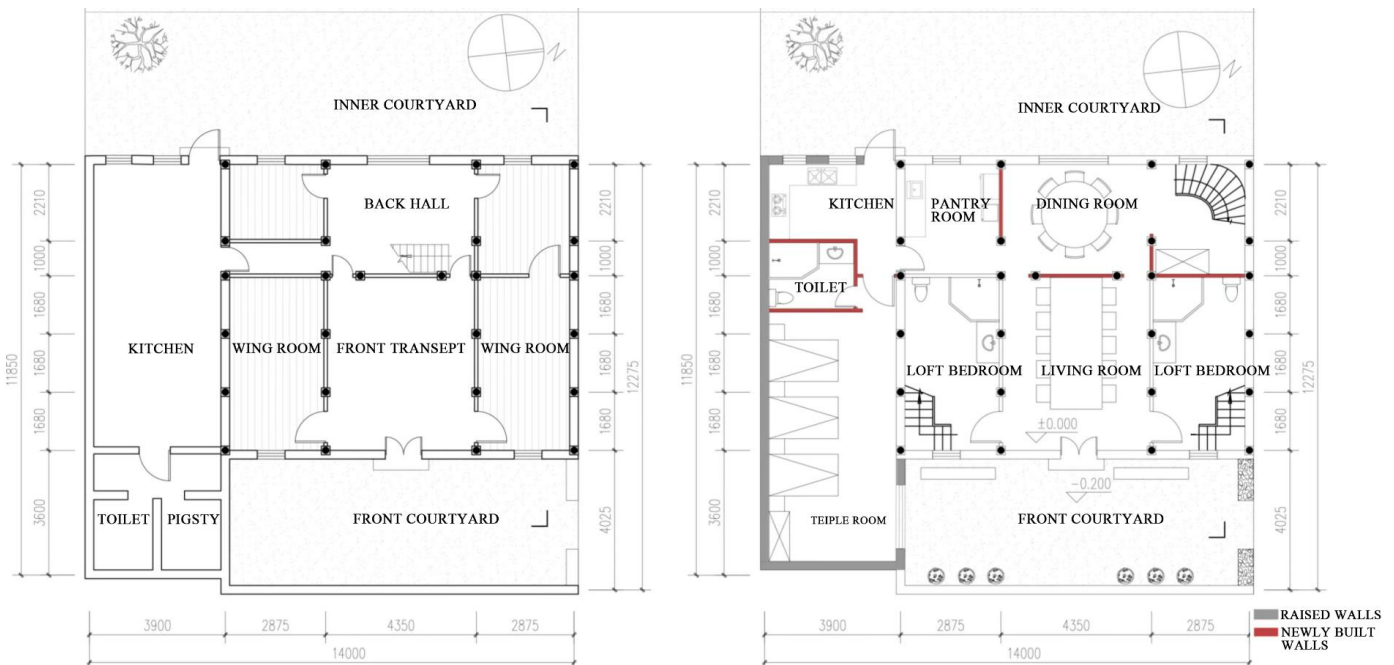 N
INNER COURTYARD
BACK HALL
KITCHEN
WING ROOM
FRONT TRANSEPT
WING ROOM
TOILET
PIGSTY
FRONT COURTYARD
2210
1000
1680
1680
1680
3600
11850
2210
1000
1680
1680
1680
4025
12275
3900
2875
4350
2875
14000
N
INNER COURTYARD
KITCHEN
PANTRY
ROOM
DINING ROOM
TOILET
LOFT BEDROOM
LIVING ROOM
LOFT BEDROOM
±0.000
-0.200
TEIPLE ROOM
FRONT COURTYARD
2210
1000
1680
1680
1680
3600
11850
2210
1000
1680
1680
1680
4025
12275
3900
2875
4350
2875
14000
RAISED WALLS
NEWLY BUILT
WALLS